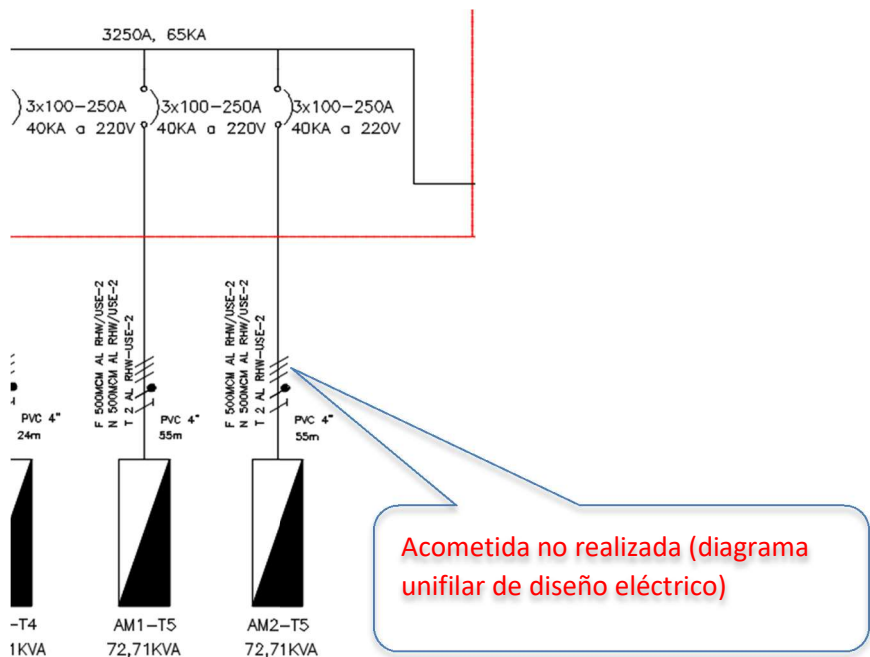 3250A, 65KA
3x100-250A
40KA a 220V
3x100-250A
40KA a 220V
3x100-250A
40KA a 220V
F 500MCM AL RHW/USE-2
N 500MCM AL RHW/USE-2
T 2 AL RHW-USE-2
F 500MCM AL RHW/USE-2
N 500MCM AL RHW/USE-2
T 2 AL RHW-USE-2
PVC 4"
24m
PVC 4"
55m
PVC 4"
55m
Acometida no realizada (diagrama
unifilar de diseño eléctrico)
-T4
1KVA
AM1-T5
72,71KVA
AM2-T5
72,71KVA